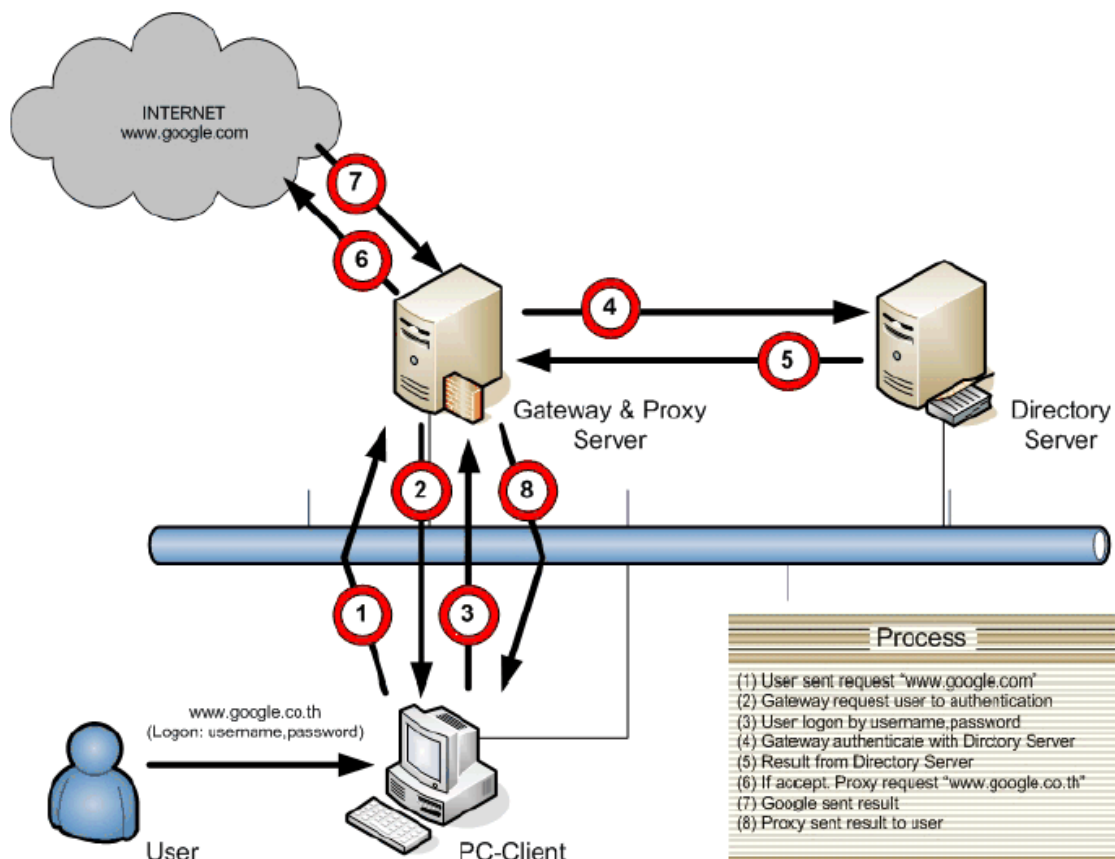 INTERNET
www.google.com
7
6
4
5
Gateway & Proxy
Server
Directory
Server
2
8
1
3
www.google.co.th
(Logon: username,password)
User
PC-Client
Process
(1) User sent request "www.google.com"
(2) Gateway request user to authentication
(3) User logon by username,password
(4) Gateway authenticate with Dirctory Server
(5) Result from Directory Server
(6) If accept. Proxy request "www.google.co.th"
(7) Google sent result
(8) Proxy sent result to user